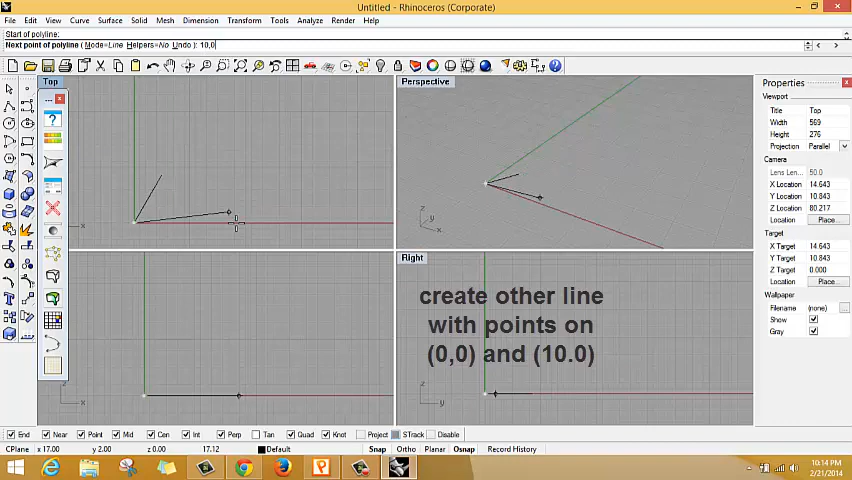 Untitled - Rhinoceros (Corporate)
File Edit View Curve Surface Solid Mesh Dimension Transform Tools Analyze Render Help
Start of polyline:
Next point of polyline ( Mode=Line Helpers=No Undo ): 10,0
Top
Perspective
Right
x
z
y
x
z
x
z
y
create other line
with points on
(0,0) and (10.0)
Properties
Viewport
Title Top
Width 569
Height 276
Projection Parallel
Camera
Lens Len... 50.0
X Location 14.643
Y Location 10.843
Z Location 80.217
Location Place...
Target
X Target 14.643
Y Target 10.843
Z Target 0.000
Location Place...
Wallpaper
Filename (none)
Show
Gray
End Near Point Mid Cen Int Perp Tan Quad Knot Project STrack Disable
CPlane x 17.00 y 2.00 z 0.00 17.12 Default Snap Ortho Planar Osnap Record History
10:14 PM
2/21/2014